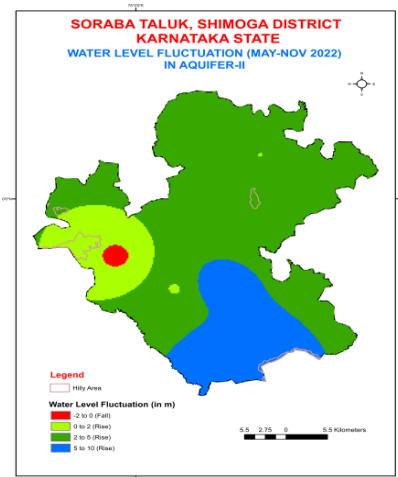 SORABA TALUK, SHIMOGA DISTRICT
KARNATAKA STATE
WATER LEVEL FLUCTUATION (MAY-NOV 2022)
IN AQUIFER-II
N
Legend
Hilly Area
Water Level Fluctuation (in m)
-2 to 0 (Fall)
0 to 2 (Rise)
2 to 5 (Rise)
5 to 10 (Rise)
5.5 2.75 0 5.5 Kilometers